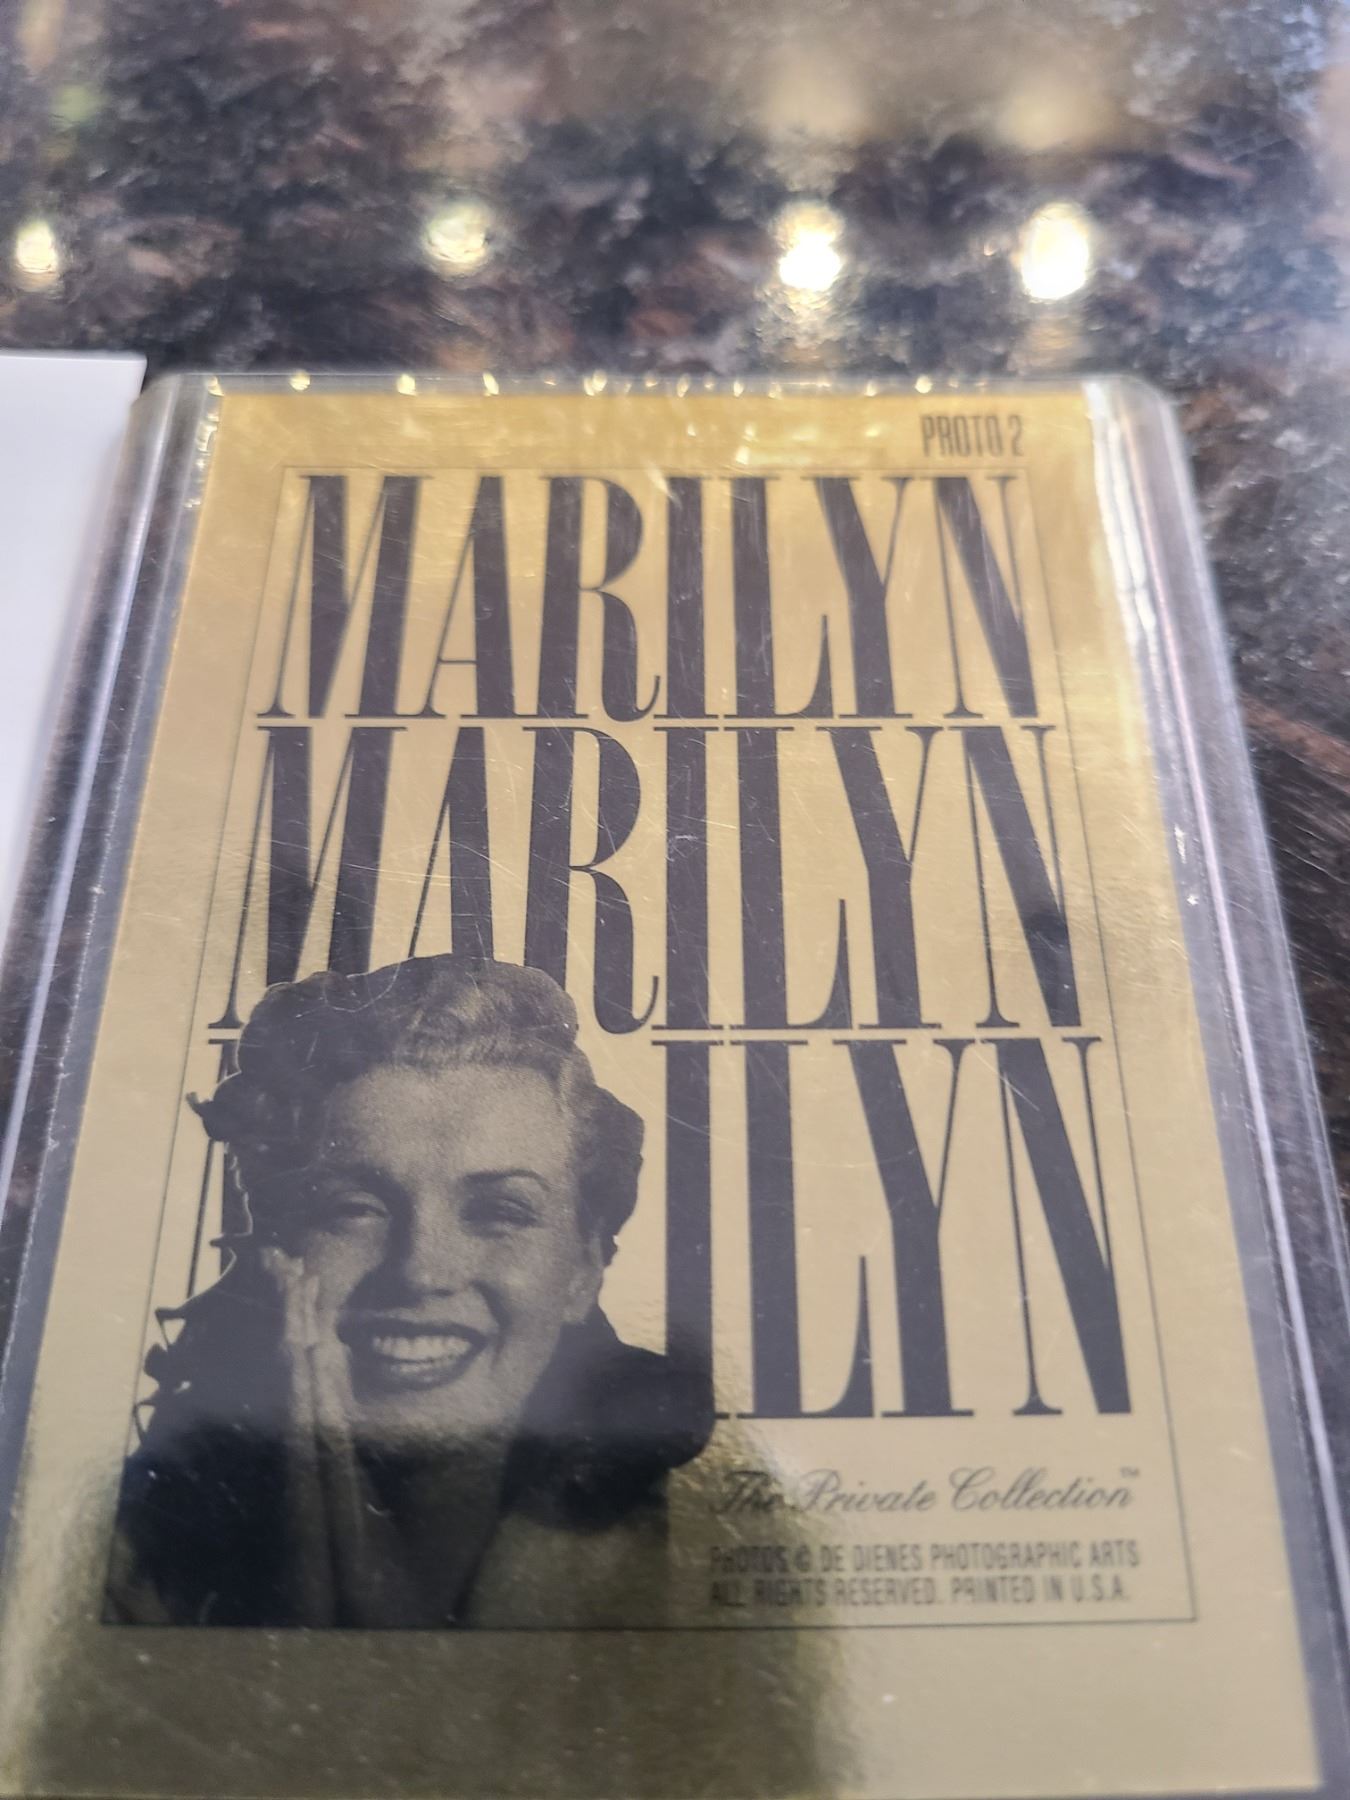 PROTO 2
MARILYN
MARILYN
ILYN
The Private Collection™
PHOTOS © DE DIENES PHOTOGRAPHIC ARTS
ALL RIGHTS RESERVED. PRINTED IN U.S.A.